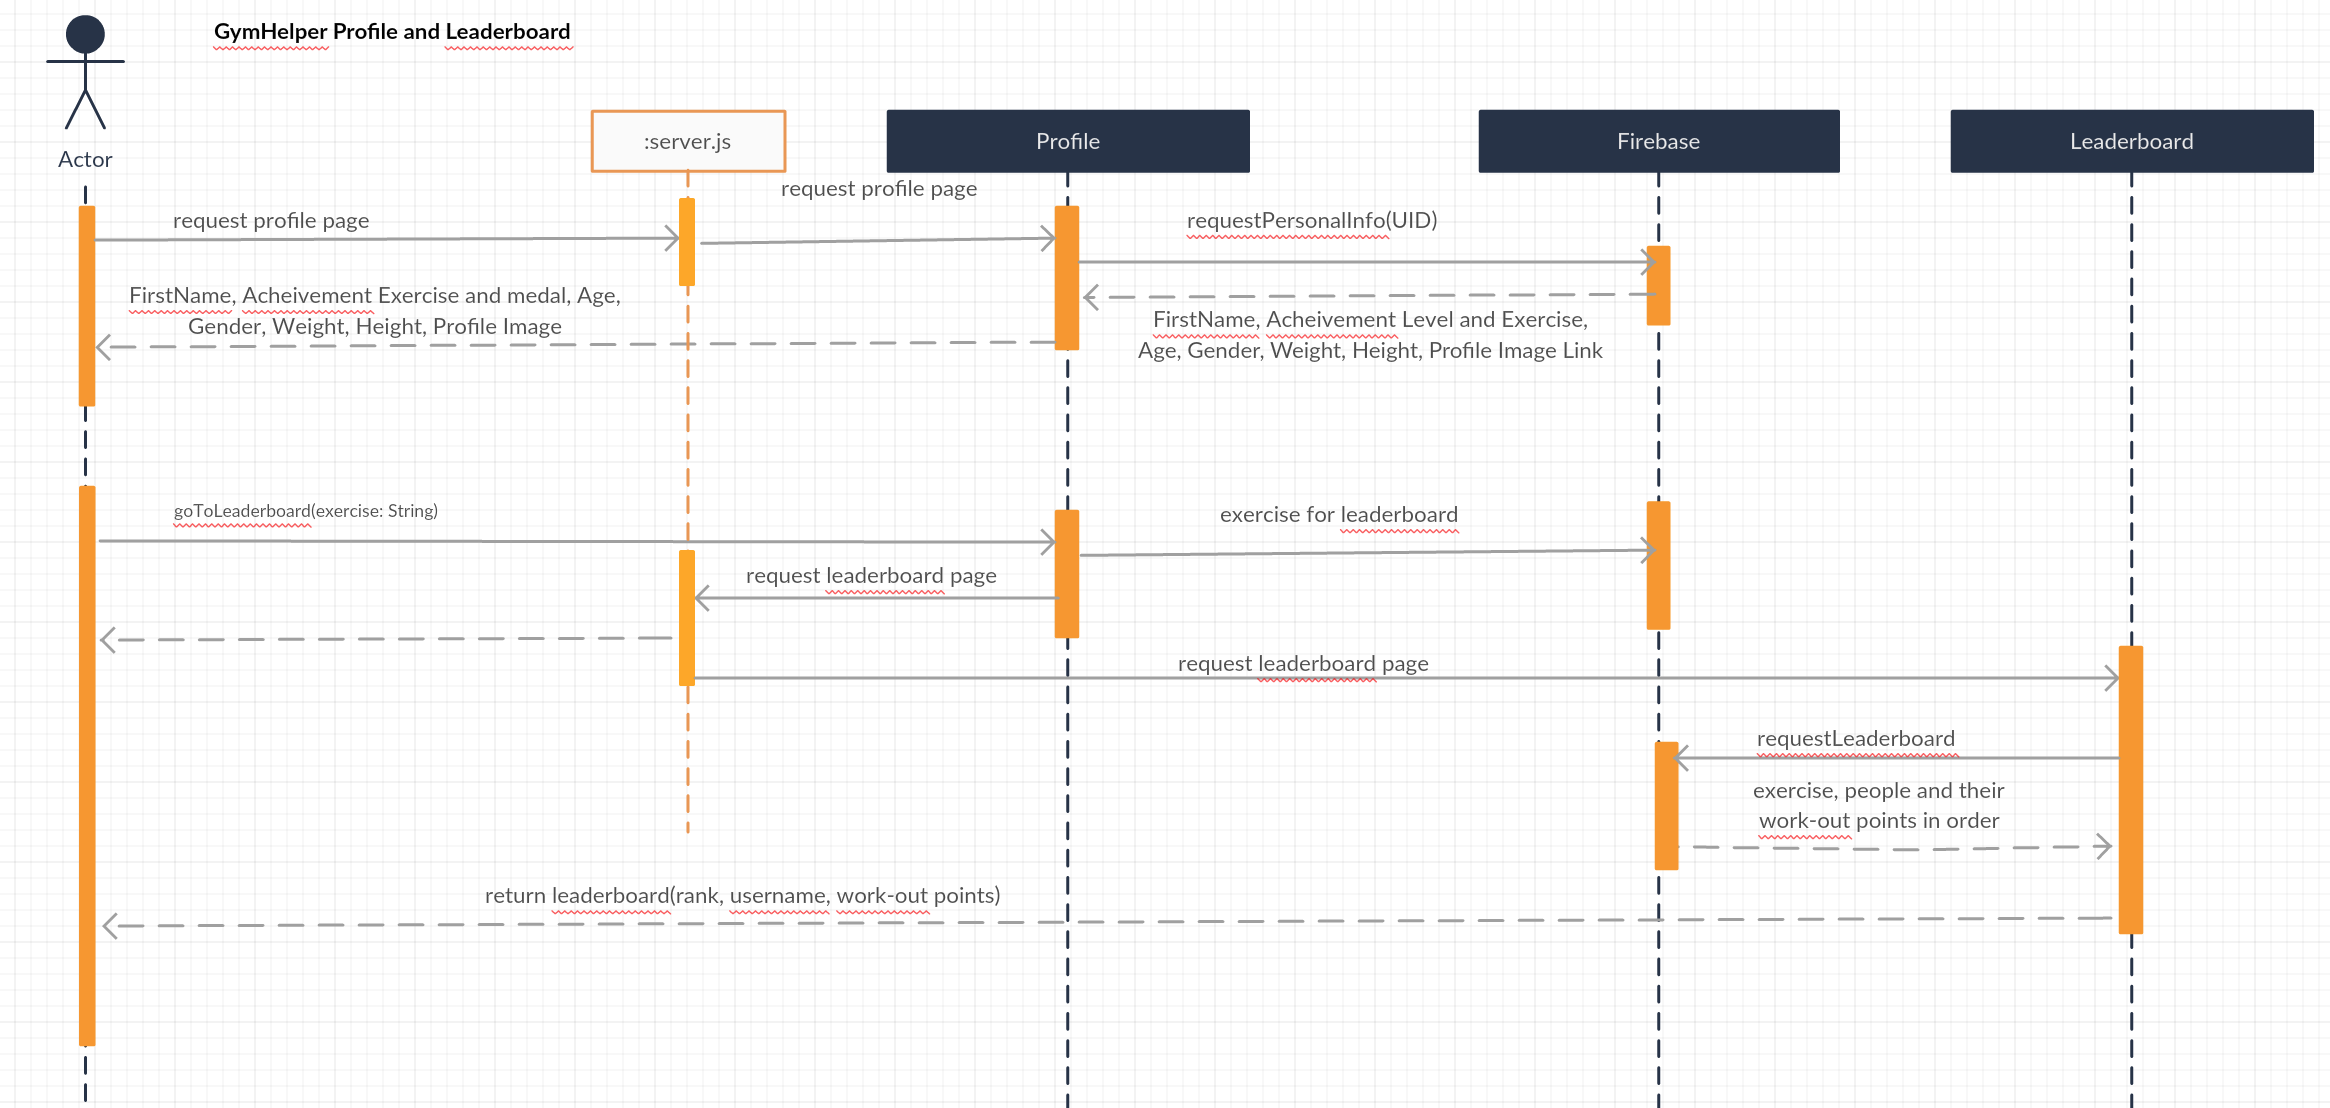 GymHelper Profile and Leaderboard
Actor
:server.js
Profile
Firebase
Leaderboard
request profile page
request profile page
requestPersonalInfo(UID)
FirstName, Acheivement Exercise and medal, Age,
Gender, Weight, Height, Profile Image
FirstName, Acheivement Level and Exercise,
Age, Gender, Weight, Height, Profile Image Link
goToLeaderboard(exercise: String)
exercise for leaderboard
request leaderboard page
request leaderboard page
requestLeaderboard
exercise, people and their
work-out points in order
return leaderboard(rank, username, work-out points)